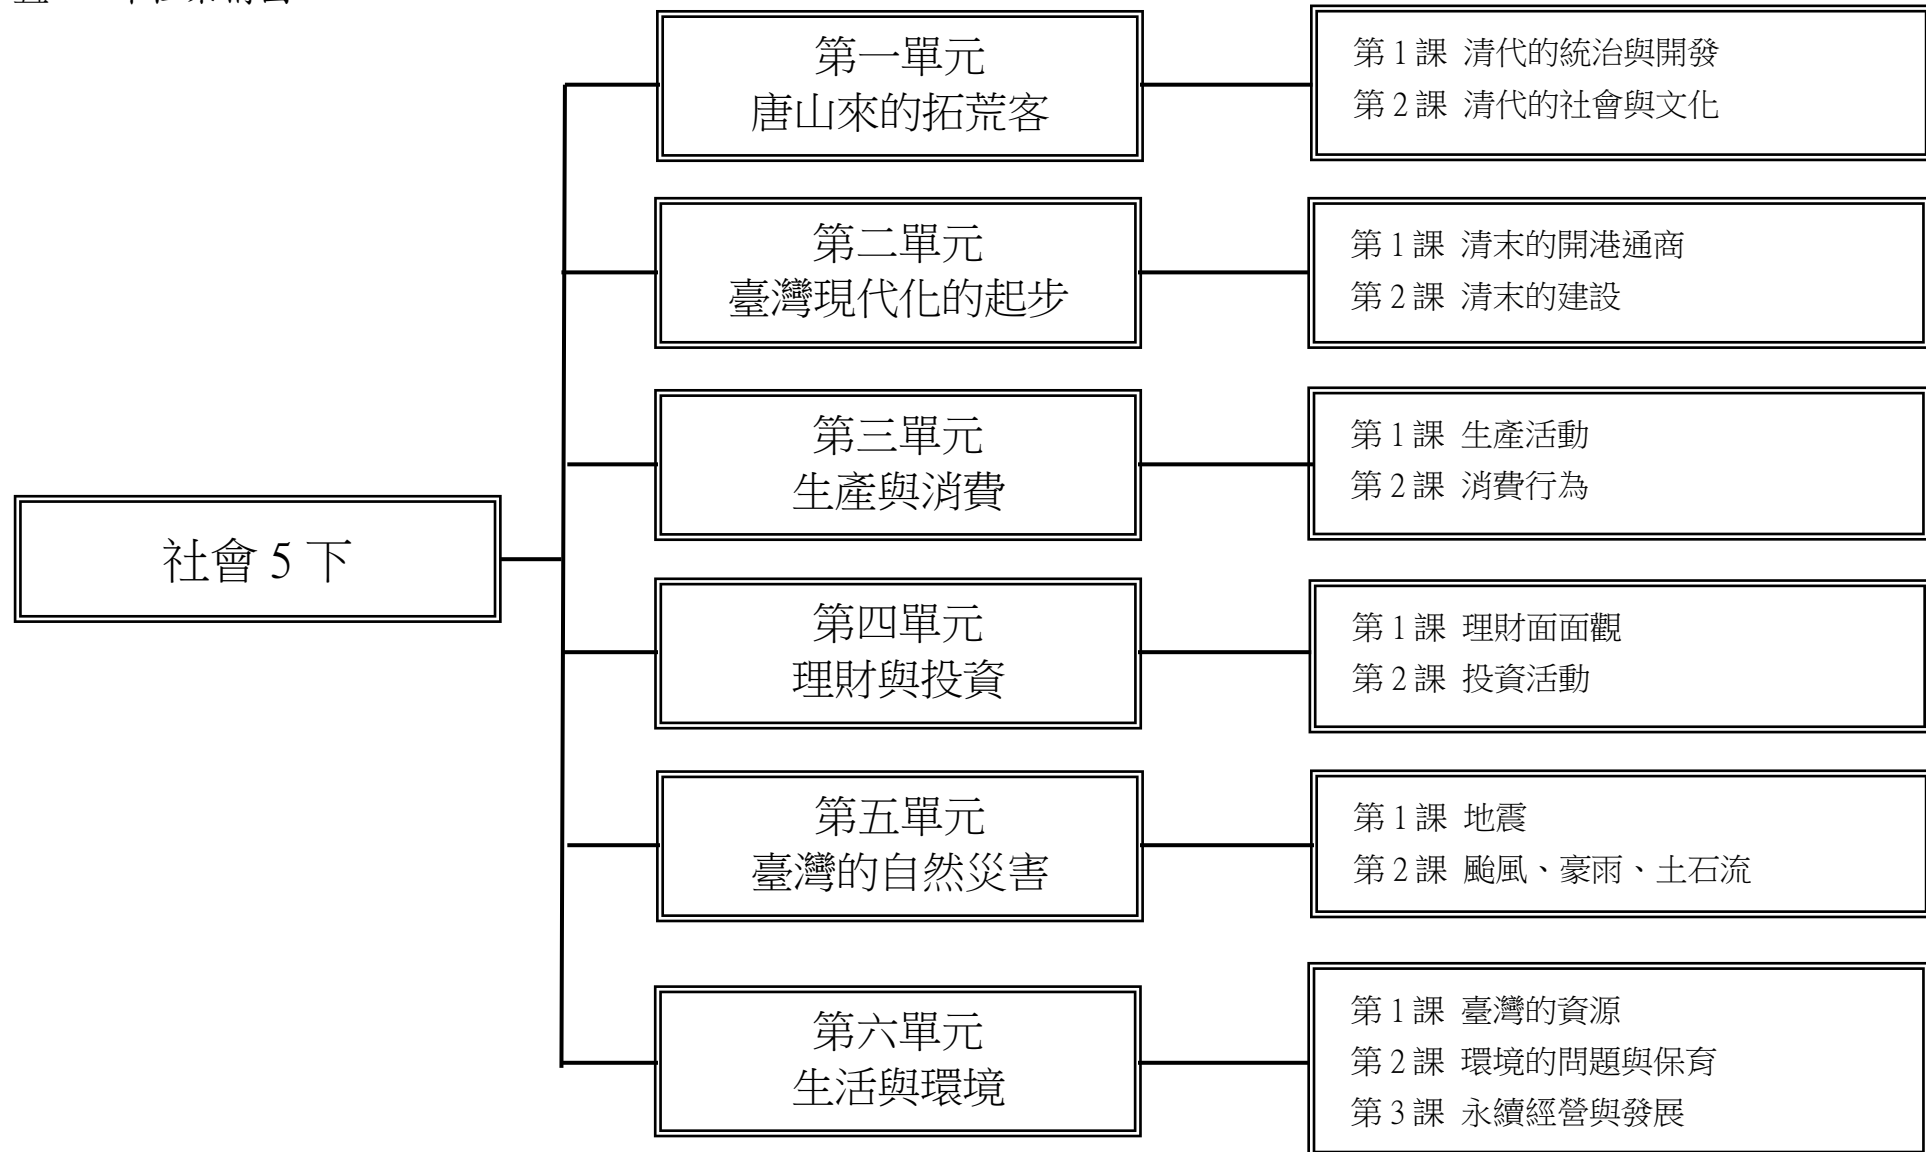 社會 5 下
第一單元
唐山來的拓荒客
第 1 課 清代的統治與開發
第 2 課 清代的社會與文化
第二單元
臺灣現代化的起步
第 1 課 清末的開港通商
第 2 課 清末的建設
第三單元
生產與消費
第 1 課 生產活動
第 2 課 消費行為
第四單元
理財與投資
第 1 課 理財面面觀
第 2 課 投資活動
第五單元
臺灣的自然災害
第 1 課 地震
第 2 課 颱風、豪雨、土石流
第六單元
生活與環境
第 1 課 臺灣的資源
第 2 課 環境的問題與保育
第 3 課 永續經營與發展